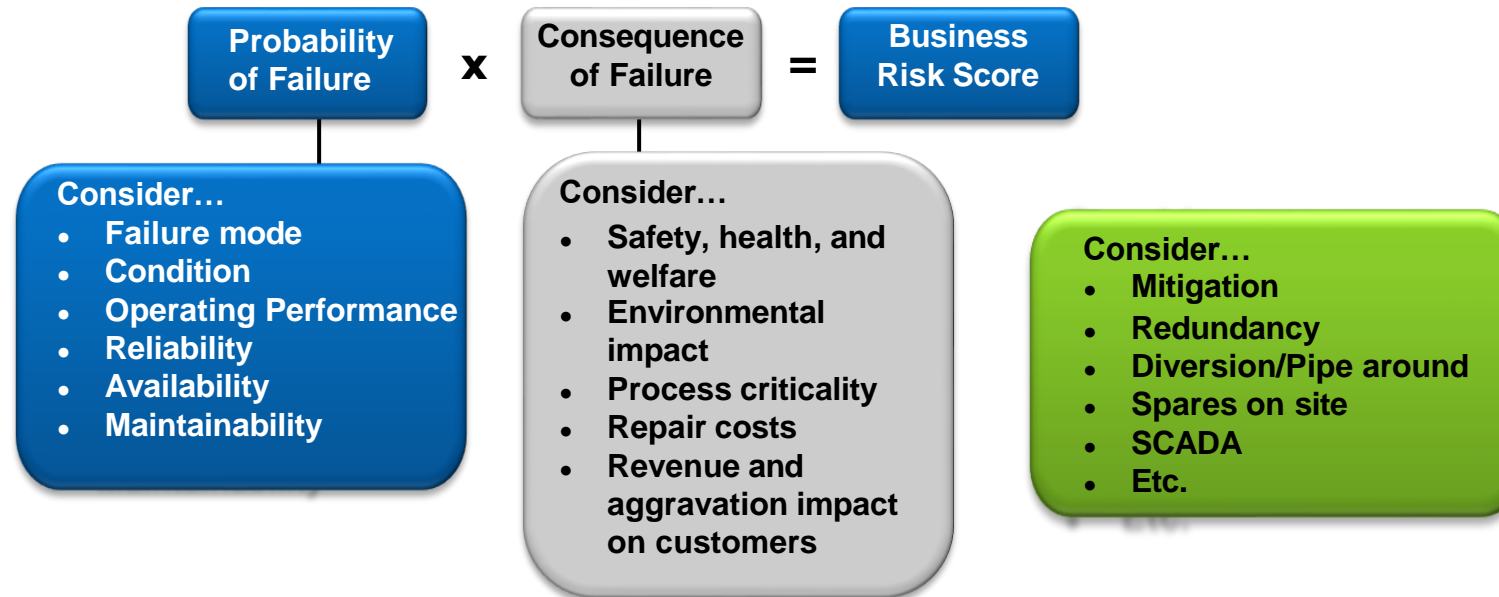 Probability
of Failure
x
Consequence
of Failure
=
Business
Risk Score
Consider…
• Failure mode
• Condition
• Operating Performance
• Reliability
• Availability
• Maintainability
Consider…
• Safety, health, and
welfare
• Environmental
impact
• Process criticality
• Repair costs
• Revenue and
aggravation impact
on customers
Consider…
• Mitigation
• Redundancy
• Diversion/Pipe around
• Spares on site
• SCADA
• Etc.